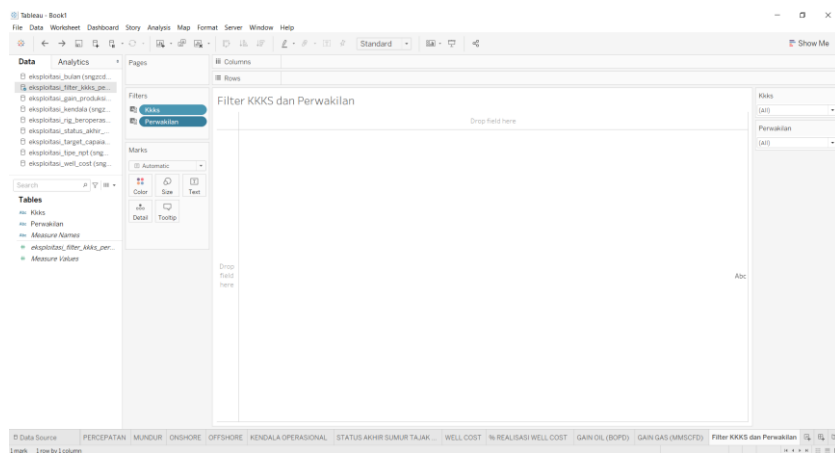 Tableau - Book1
File Data Worksheet Dashboard Story Analysis Map Format Server Window Help
Standard
Show Me
Data Analytics
eksploitasi_bulan (sngzcd...
eksploitasi_filter_kkks_pe...
eksploitasi_gain_produksi...
eksploitasi_kendala (sngz...
eksploitasi_ng_beroperas...
eksploitasi_status_akhir_...
eksploitasi_target_capaia...
eksploitasi_tipe_npt (sng...
eksploitasi_well_cost (sng...
Search
Tables
Abc Kkks
Abc Perwakilan
Abc Measure Names
eksploitasi_filter_kkks_per...
Measure Values
Pages
Filters
Kkks
Perwakilan
Marks
Automatic
Color Size Text
Detail Tooltip
Columns
Rows
Filter KKKS dan Perwakilan
Drop field here
Drop
field
here
Abc
Kkks
(All)
Perwakilan
(All)
Data Source PERCEPATAN MUNDUR ONSHORE OFFSHORE KENDALA OPERASIONAL STATUS AKHIR SUMUR TAJAK... WELL COST % REALISASI WELL COST GAIN OIL (BOPD) GAIN GAS (MMSCFD) Filter KKKS dan Perwakilan
1 mark 1 row by 1 column